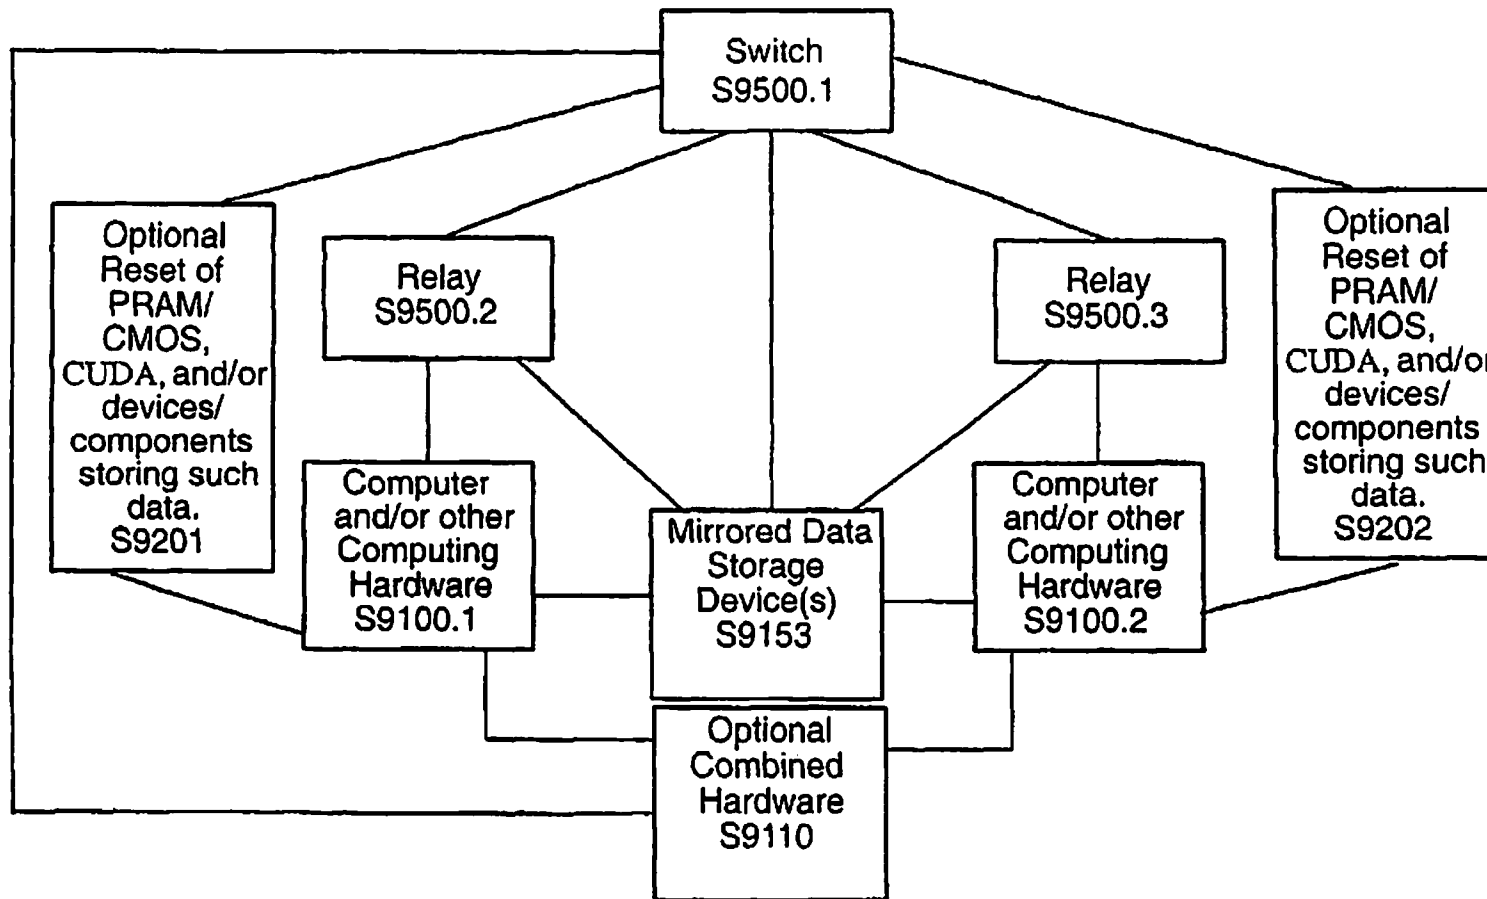 Switch
S9500.1
Optional
Reset of
PRAM/
CMOS,
CUDA, and/or
devices/
components
storing such
data.
S9201
Relay
S9500.2
Relay
S9500.3
Optional
Reset of
PRAM/
CMOS,
CUDA, and/or
devices/
components
storing such
data.
S9202
Computer
and/or other
Computing
Hardware
S9100.1
Mirrored Data
Storage
Device(s)
S9153
Computer
and/or other
Computing
Hardware
S9100.2
Optional
Combined
Hardware
S9110